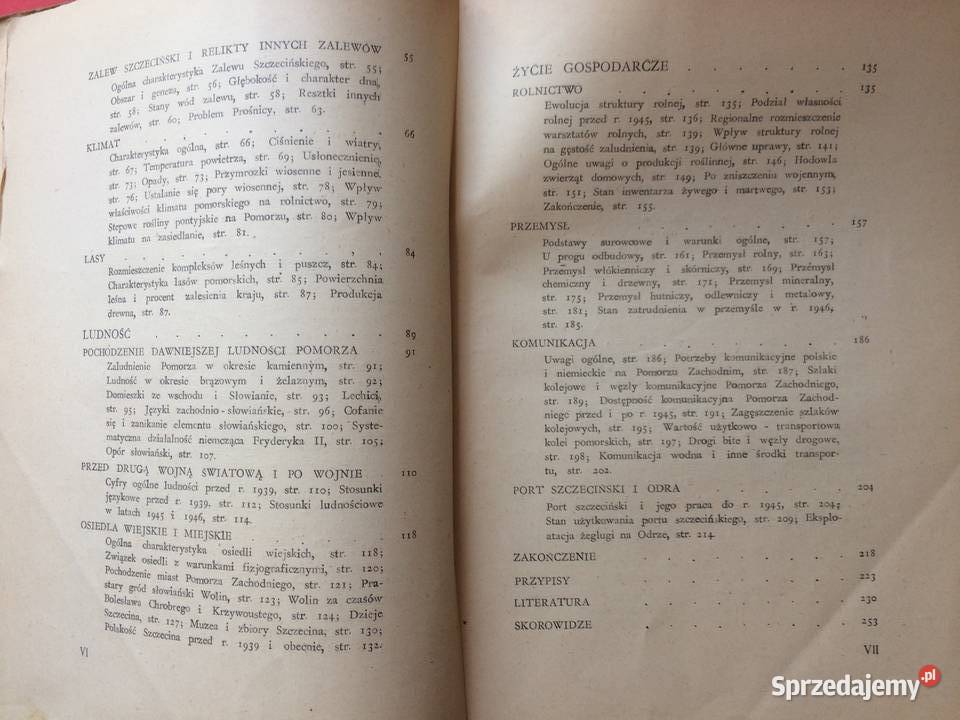 ZALEW SZCZECIŃSKI I RELIKTY INNYCH ZALEWÓW 55
Ogólna charakterystyka Zalewu Szczecińskiego, str. 55;
Obszar i geneza, str. 56; Głębokość i charakter dna,
str. 58; Stany wód zalewu, str. 58; Resztki innych
zalewów, str. 60; Problem Prośnicy, str. 63.
KLIMAT . . . . . . . . . . 66
Charakterystyka ogólna, str. 66; Ciśnienie i wiatry,
str. 67; Temperatura powietrza, str. 69; Usłonecznienie,
str. 73; Opady, str. 73; Przymrozki wiosenne i jesienne,
str. 76; Ustalanie się pory wiosennej, str. 78; Wpływ
właściwości klimatu pomorskiego na rolnictwo, str. 79;
Stepowe rośliny pontyjskie na Pomorzu, str. 80; Wpływ
klimatu na zasiedlanie, str. 81.
LASY . . . . . . . . . . 84
Rozmieszczenie kompleksów leśnych i puszcz, str. 84;
Charakterystyka lasów pomorskich, str. 85; Powierzchnia
leśna i procent zalesienia kraju, str. 87; Produkcja
drewna, str. 87.
LUDNOŚĆ . . . . . . . . . 89
POCHODZENIE DAWNIEJSZEJ LUDNOŚCI POMORZA 91
Zaludnienie Pomorza w okresie kamiennym, str. 91;
Ludność w okresie brązowym i żelaznym, str. 92;
Domieszki ze wschodu i Słowianie, str. 93; Lechici,
str. 95; Języki zachodnio-słowiańskie, str. 96; Cofanie
się i zanikanie elementu słowiańskiego, str. 100; Syste-
matyczna działalność niemcząca Fryderyka II, str. 105;
Opór słowiański, str. 107.
PRZED DRUGĄ WOJNĄ ŚWIATOWĄ I PO WOJNIE . . 110
Cyfry ogólne ludności przed r. 1939, str. 110; Stosunki
językowe przed r. 1939, str. 112; Stosunki ludnościowe
w latach 1945 i 1946, str. 114.
OSIEDLA WIEJSKIE I MIEJSKIE . . . . . 118
Ogólna charakterystyka osiedli wiejskich, str. 118;
Związek osiedli z warunkami fizjograficznymi, str. 120;
Pochodzenie miast Pomorza Zachodniego, str. 121; Pra-
stary gród słowiański Wolin, str. 123; Wolin za czasów
Bolesława Chrobrego i Krzywoustego, str. 124; Dzieje
Szczecina, str. 127; Muzea i zbiory Szczecina, str. 130;
Polskość Szczecina przed r. 1939 i obecnie, str. 132.
VI
ŻYCIE GOSPODARCZE . . . . . . 135
ROLNICTWO . . . . . . . . 135
Ewolucja struktury rolnej, str. 135; Podział własności
rolnej przed r. 1945, str. 136; Regionalne rozmieszczenie
warsztatów rolnych, str. 139; Wpływ struktury rolnej
na gęstość zaludnienia, str. 139; Główne uprawy, str. 141;
Ogólne uwagi o produkcji roślinnej, str. 146; Hodowla
zwierząt domowych, str. 149; Po zniszczeniu wojennym,
str. 151; Stan inwentarza żywego i martwego, str. 153;
Zakończenie, str. 155.
PRZEMYSŁ . . . . . . . . 157
Podstawy surowcowe i warunki ogólne, str. 157;
U progu odbudowy, str. 161; Przemysł rolny, str. 163;
Przemysł włókienniczy i skórniczy, str. 169; Przemysł
chemiczny i drzewny, str. 171; Przemysł mineralny,
str. 175; Przemysł hutniczy, odlewniczy i metalowy,
str. 181; Stan zatrudnienia w przemyśle w r. 1946,
str. 185.
KOMUNIKACJA . . . . . . . 186
Uwagi ogólne, str. 186; Potrzeby komunikacyjne polskie
i niemieckie na Pomorzu Zachodnim, str. 187; Szlaki
kolejowe i węzły komunikacyjne Pomorza Zachodniego,
str. 189; Dostępność komunikacyjna Pomorza Zachod-
niego przed i po r. 1945, str. 191; Zagęszczenie szlaków
kolejowych, str. 195; Wartość użytkowo - transportowa
kolei pomorskich, str. 197; Drogi bite i węzły drogowe,
str. 198; Komunikacja wodna i inne środki transpor-
tu, str. 202.
PORT SZCZECIŃSKI I ODRA . . . . . 204
Port szczeciński i jego praca do r. 1945, str. 204;
Stan użytkowania portu szczecińskiego, str. 209; Eksplo-
atacja żeglugi na Odrze, str. 214.
ZAKOŃCZENIE . . . . . . . 218
PRZYPISY . . . . . . . . 223
LITERATURA . . . . . . . 230
SKOROWIDZE . . . . . . . 253
VII
Sprzedajemy.pl